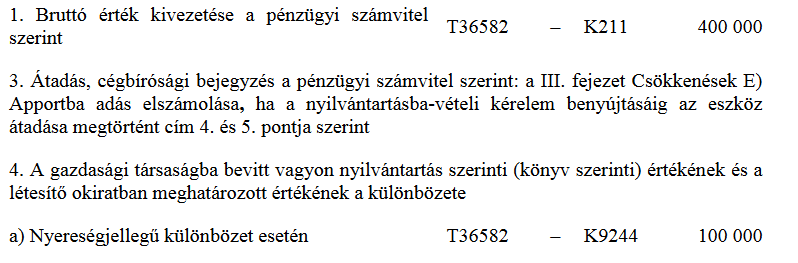 1. Bruttó érték kivezetése a pénzügyi számvitel
szerint T36582 – K211 400 000
3. Átadás, cégbírósági bejegyzés a pénzügyi számvitel szerint: a III. fejezet Csökkenések E)
Apportba adás elszámolása, ha a nyilvántartásba-vételi kérelem benyújtásáig az eszköz
átadása megtörtént cím 4. és 5. pontja szerint
4. A gazdasági társaságba bevitt vagyon nyilvántartás szerinti (könyv szerinti) értékének és a
létesítő okiratban meghatározott értékének a különbözete
a) Nyereségjellegű különbözet esetén T36582 – K9244 100 000